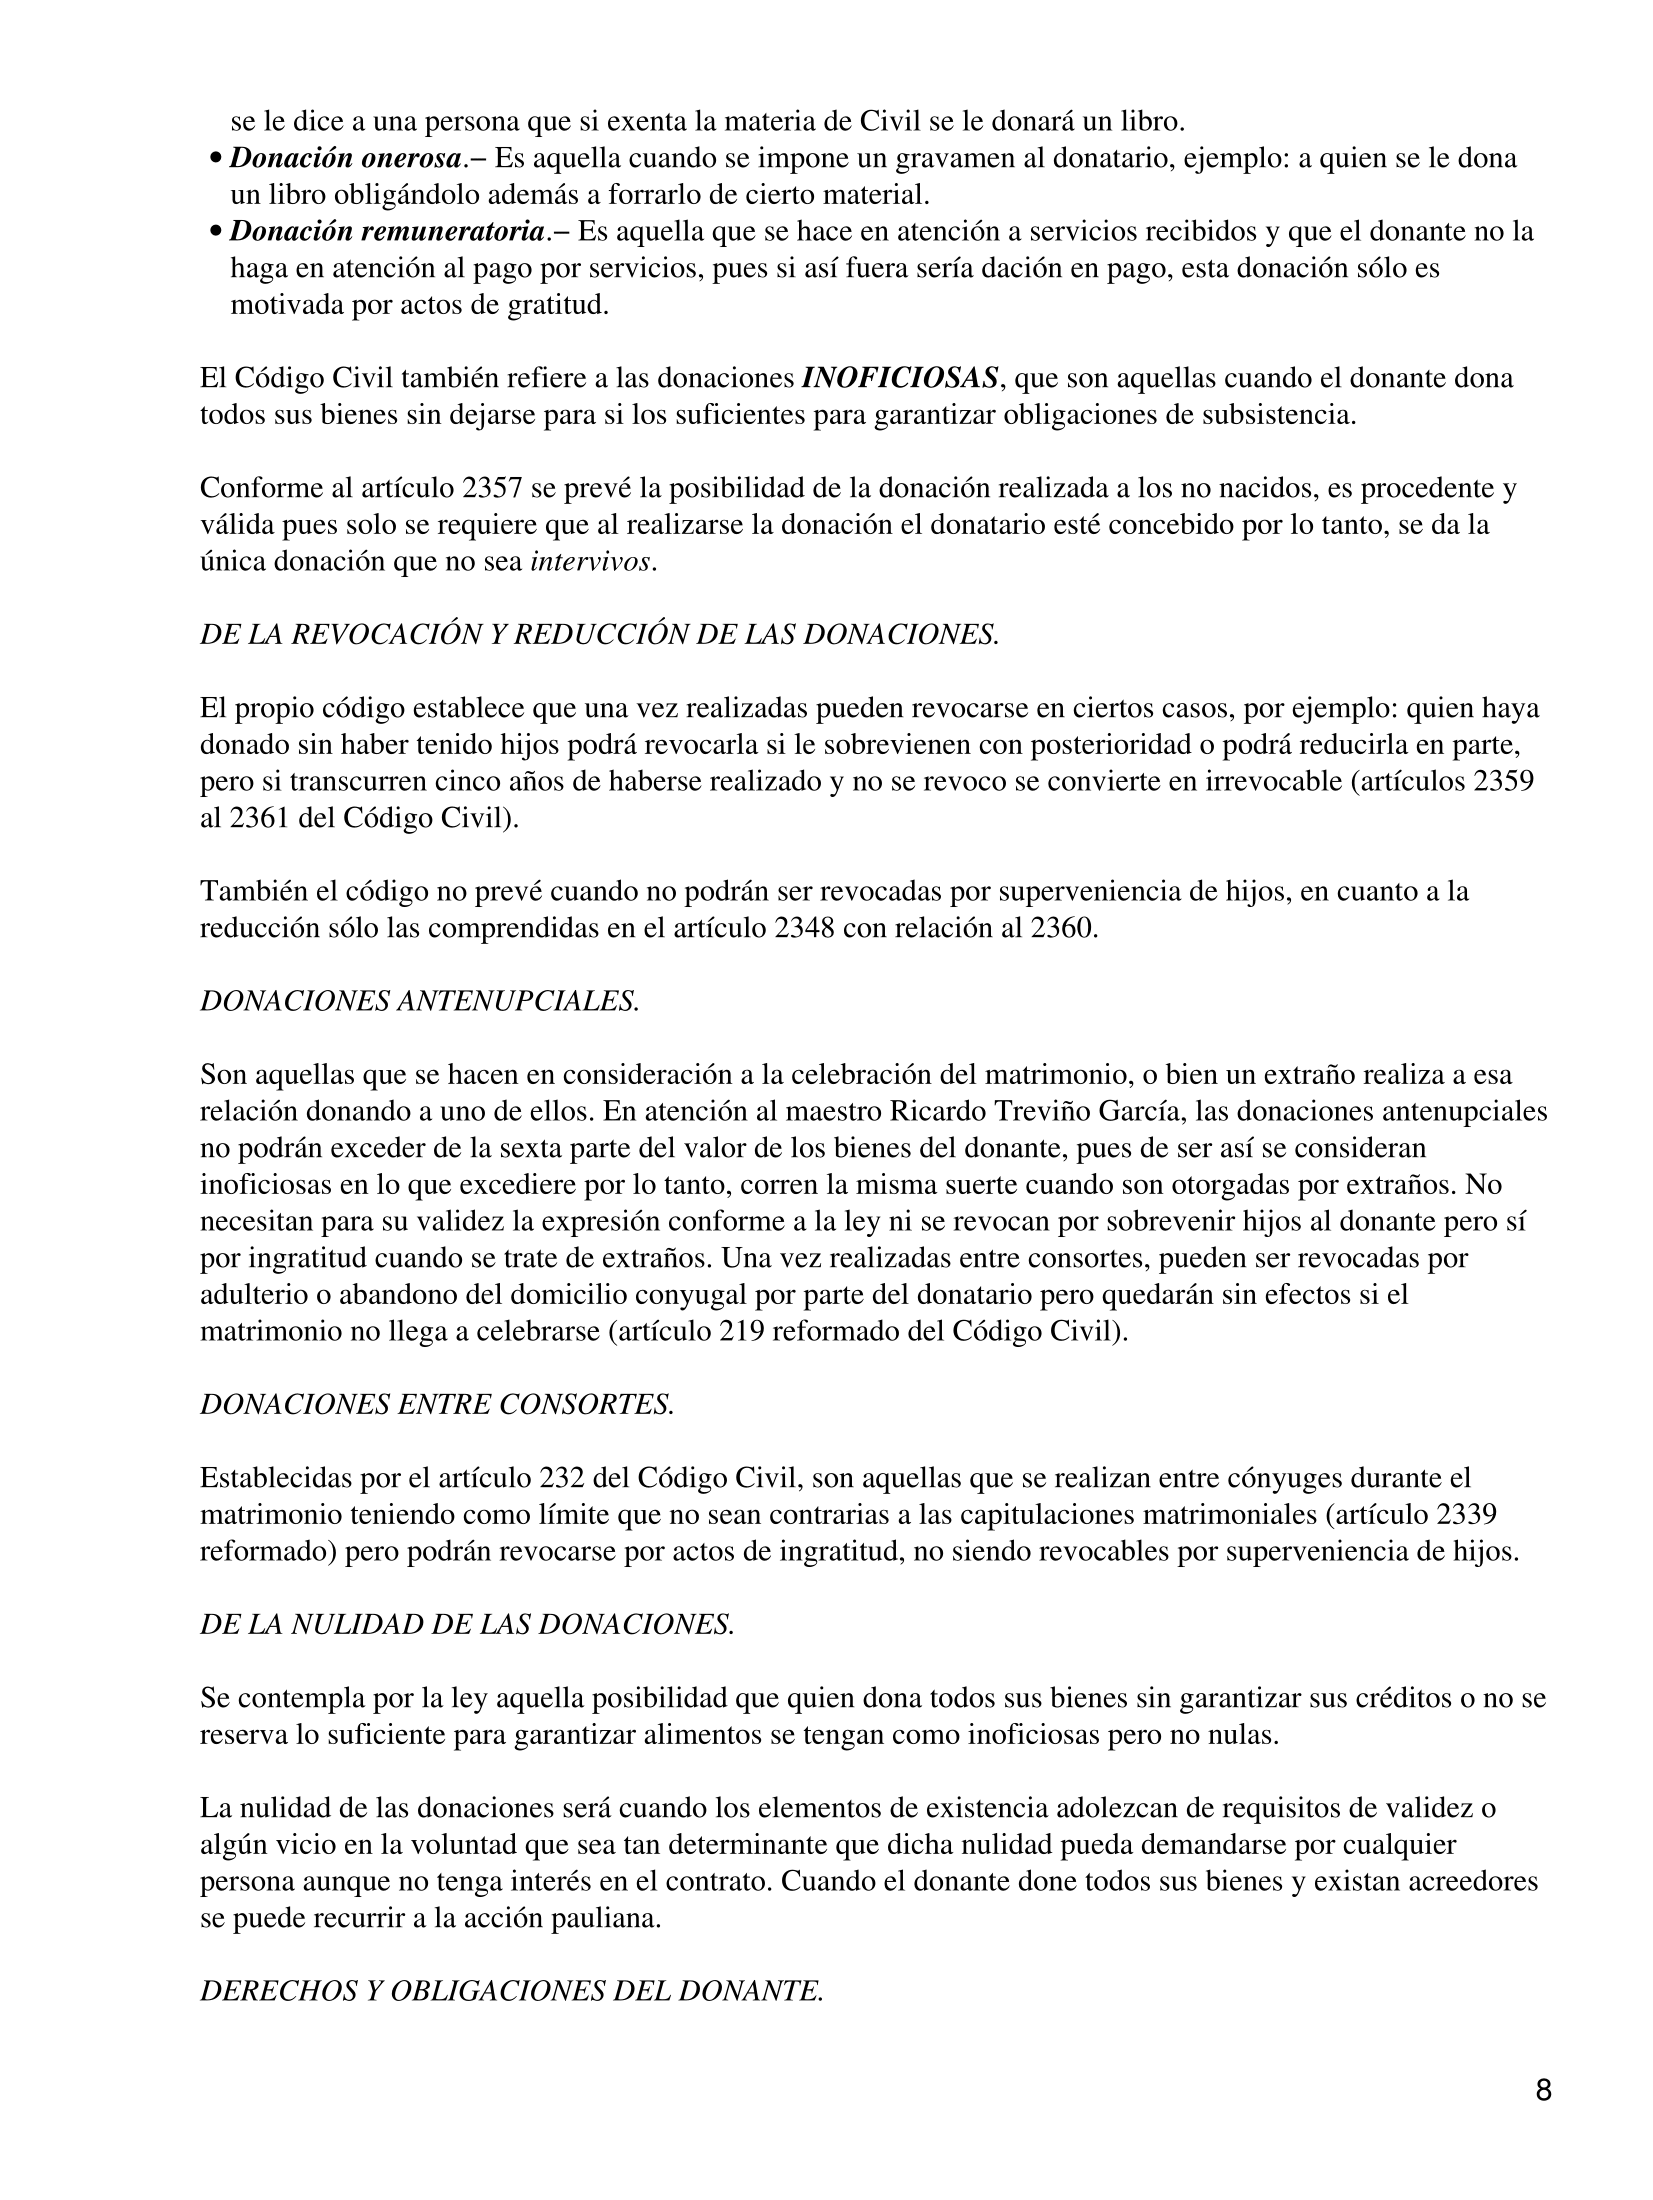 se le dice a una persona que si exenta la materia de Civil se le donará un libro.
• Donación onerosa.− Es aquella cuando se impone un gravamen al donatario, ejemplo: a quien se le dona
un libro obligándolo además a forrarlo de cierto material.
• Donación remuneratoria.− Es aquella que se hace en atención a servicios recibidos y que el donante no la
haga en atención al pago por servicios, pues si así fuera sería dación en pago, esta donación sólo es
motivada por actos de gratitud.
El Código Civil también refiere a las donaciones INOFICIOSAS, que son aquellas cuando el donante dona
todos sus bienes sin dejarse para si los suficientes para garantizar obligaciones de subsistencia.
Conforme al artículo 2357 se prevé la posibilidad de la donación realizada a los no nacidos, es procedente y
válida pues solo se requiere que al realizarse la donación el donatario esté concebido por lo tanto, se da la
única donación que no sea intervivos.
DE LA REVOCACIÓN Y REDUCCIÓN DE LAS DONACIONES.
El propio código establece que una vez realizadas pueden revocarse en ciertos casos, por ejemplo: quien haya
donado sin haber tenido hijos podrá revocarla si le sobrevienen con posterioridad o podrá reducirla en parte,
pero si transcurren cinco años de haberse realizado y no se revoco se convierte en irrevocable (artículos 2359
al 2361 del Código Civil).
También el código no prevé cuando no podrán ser revocadas por superveniencia de hijos, en cuanto a la
reducción sólo las comprendidas en el artículo 2348 con relación al 2360.
DONACIONES ANTENUPCIALES.
Son aquellas que se hacen en consideración a la celebración del matrimonio, o bien un extraño realiza a esa
relación donando a uno de ellos. En atención al maestro Ricardo Treviño García, las donaciones antenupciales
no podrán exceder de la sexta parte del valor de los bienes del donante, pues de ser así se consideran
inoficiosas en lo que excediere por lo tanto, corren la misma suerte cuando son otorgadas por extraños. No
necesitan para su validez la expresión conforme a la ley ni se revocan por sobrevenir hijos al donante pero sí
por ingratitud cuando se trate de extraños. Una vez realizadas entre consortes, pueden ser revocadas por
adulterio o abandono del domicilio conyugal por parte del donatario pero quedarán sin efectos si el
matrimonio no llega a celebrarse (artículo 219 reformado del Código Civil).
DONACIONES ENTRE CONSORTES.
Establecidas por el artículo 232 del Código Civil, son aquellas que se realizan entre cónyuges durante el
matrimonio teniendo como límite que no sean contrarias a las capitulaciones matrimoniales (artículo 2339
reformado) pero podrán revocarse por actos de ingratitud, no siendo revocables por superveniencia de hijos.
DE LA NULIDAD DE LAS DONACIONES.
Se contempla por la ley aquella posibilidad que quien dona todos sus bienes sin garantizar sus créditos o no se
reserva lo suficiente para garantizar alimentos se tengan como inoficiosas pero no nulas.
La nulidad de las donaciones será cuando los elementos de existencia adolezcan de requisitos de validez o
algún vicio en la voluntad que sea tan determinante que dicha nulidad pueda demandarse por cualquier
persona aunque no tenga interés en el contrato. Cuando el donante done todos sus bienes y existan acreedores
se puede recurrir a la acción pauliana.
DERECHOS Y OBLIGACIONES DEL DONANTE.
8